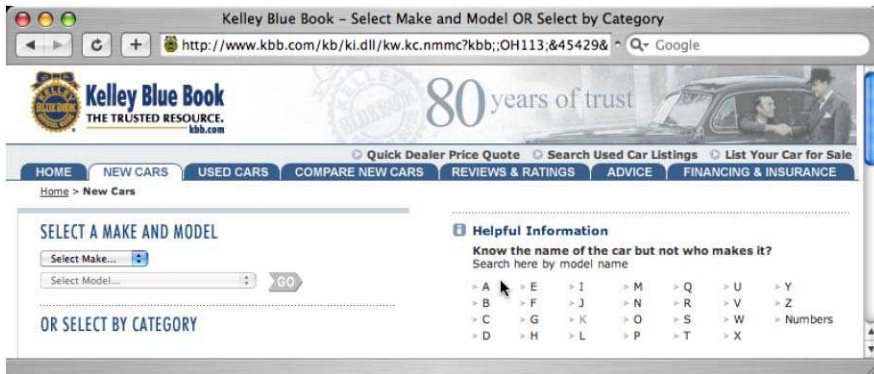 Kelley Blue Book – Select Make and Model OR Select by Category
http://www.kbb.com/kb/ki.dll/kw.kc.nmmc?kbb;;OH113;&45429&
Google
Kelley Blue Book
THE TRUSTED RESOURCE.
kbb.com
80 years of trust
Quick Dealer Price Quote Search Used Car Listings List Your Car for Sale
HOME NEW CARS USED CARS COMPARE NEW CARS REVIEWS & RATINGS ADVICE FINANCING & INSURANCE
Home > New Cars
SELECT A MAKE AND MODEL
Select Make...
Select Model...
GO
OR SELECT BY CATEGORY
Helpful Information
Know the name of the car but not who makes it?
Search here by model name
A E I M Q U Y
B F J N R V Z
C G K O S W Numbers
D H L P T X